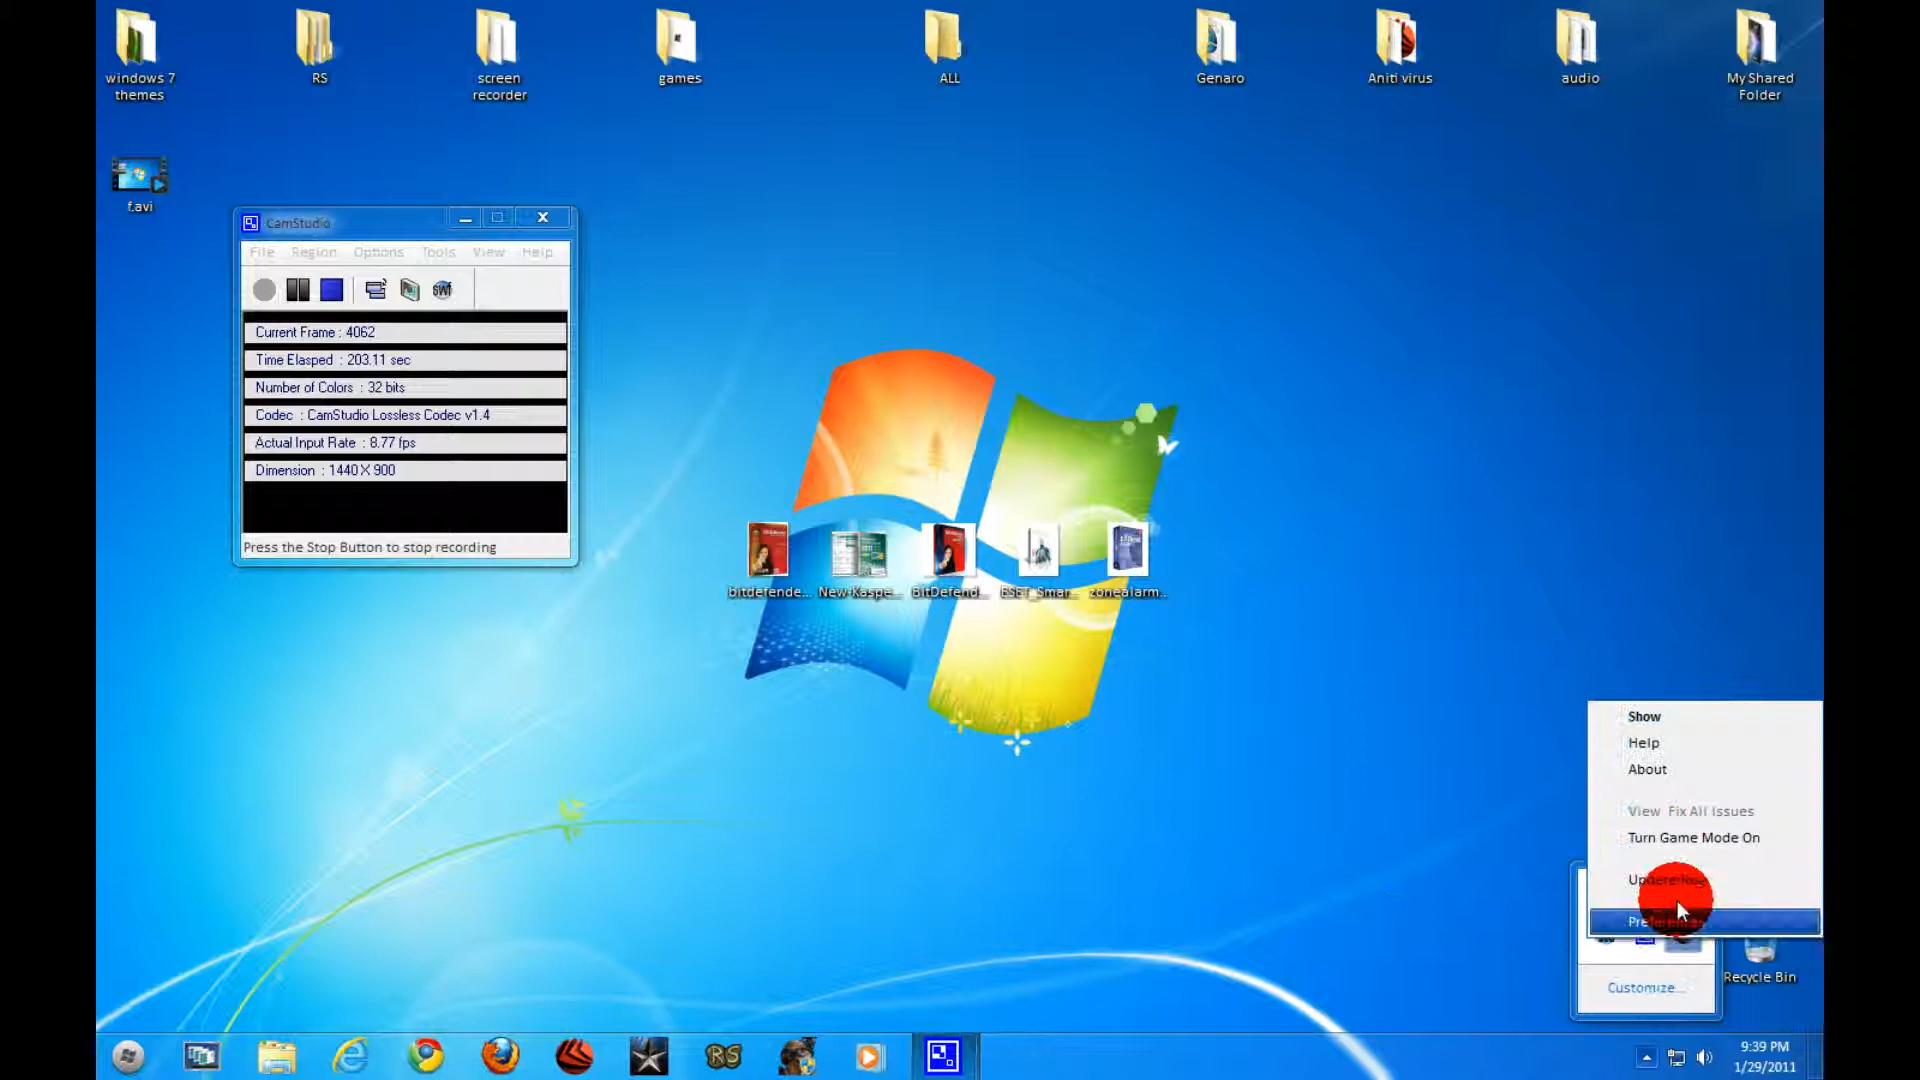 windows 7
themes
RS
screen
recorder
games
ALL
Genaro
Aniti virus
audio
My Shared
Folder
f.avi
CamStudio
File Region Options Tools View Help
SWF
Current Frame : 4062
Time Elasped : 203.11 sec
Number of Colors : 32 bits
Codec : CamStudio Lossless Codec v1.4
Actual Input Rate : 8.77 fps
Dimension : 1440 X 900
Press the Stop Button to stop recording
bitdefende... New-Kaspe... BitDefend... ESET_Smar... zonealarm...
Show
Help
About
View Fix All Issues
Turn Game Mode On
Customize...
Recycle Bin
RS
9:39 PM
1/29/2011